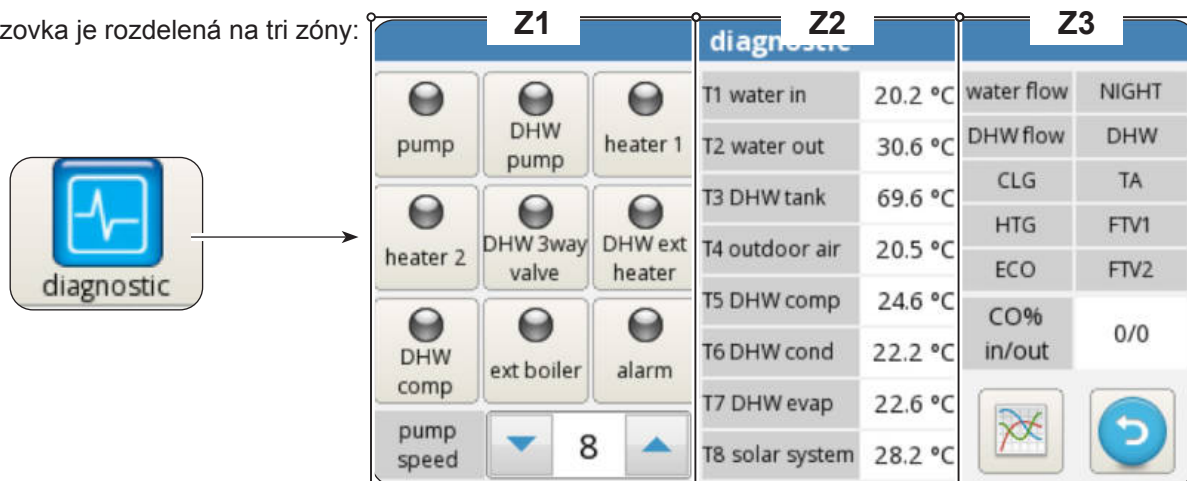 zovka je rozdelená na tri zóny:
diagnostic
Z1
pump
DHW
pump
heater 1
heater 2
DHW 3way
valve
DHW ext
heater
DHW
comp
ext boiler
alarm
pump
speed
8
Z2
diagnostic
T1 water in 20.2 °C
T2 water out 30.6 °C
T3 DHW tank 69.6 °C
T4 outdoor air 20.5 °C
T5 DHW comp 24.6 °C
T6 DHW cond 22.2 °C
T7 DHW evap 22.6 °C
T8 solar system 28.2 °C
Z3
water flow NIGHT
DHW flow DHW
CLG TA
HTG FTV1
ECO FTV2
CO%
in/out
0/0